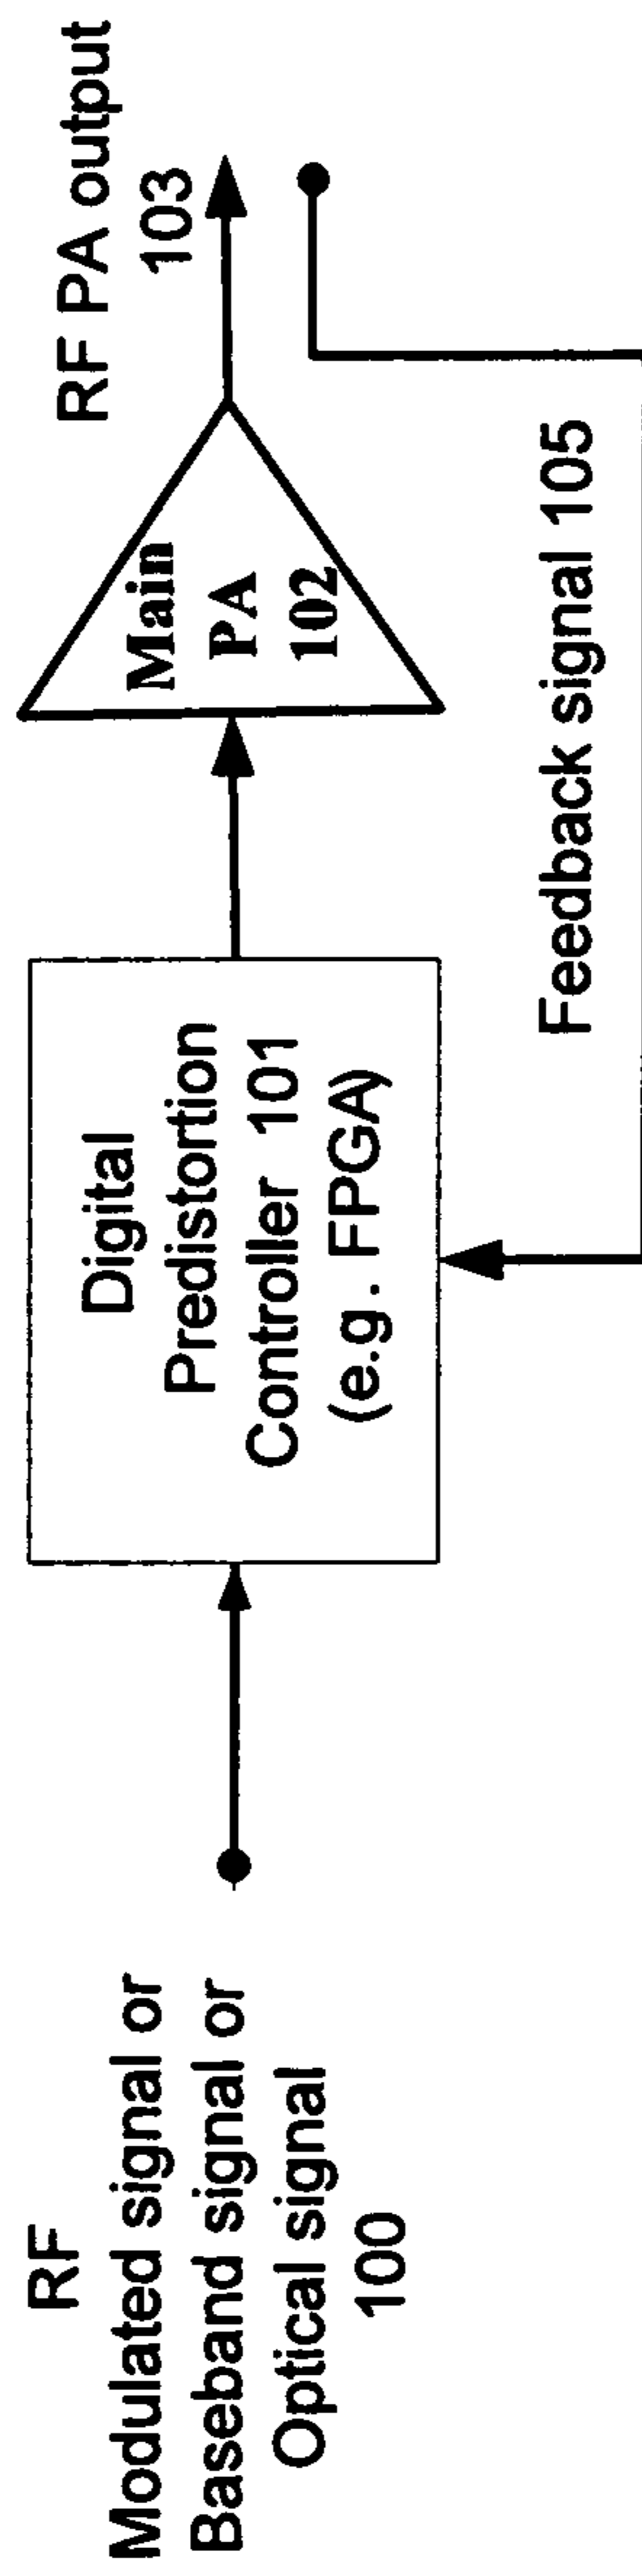 RF
Modulated signal or
Baseband signal or
Optical signal
100
Digital
Predistortion
Controller 101
(e.g. FPGA)
Main
PA
102
RF PA output
103
Feedback signal 105